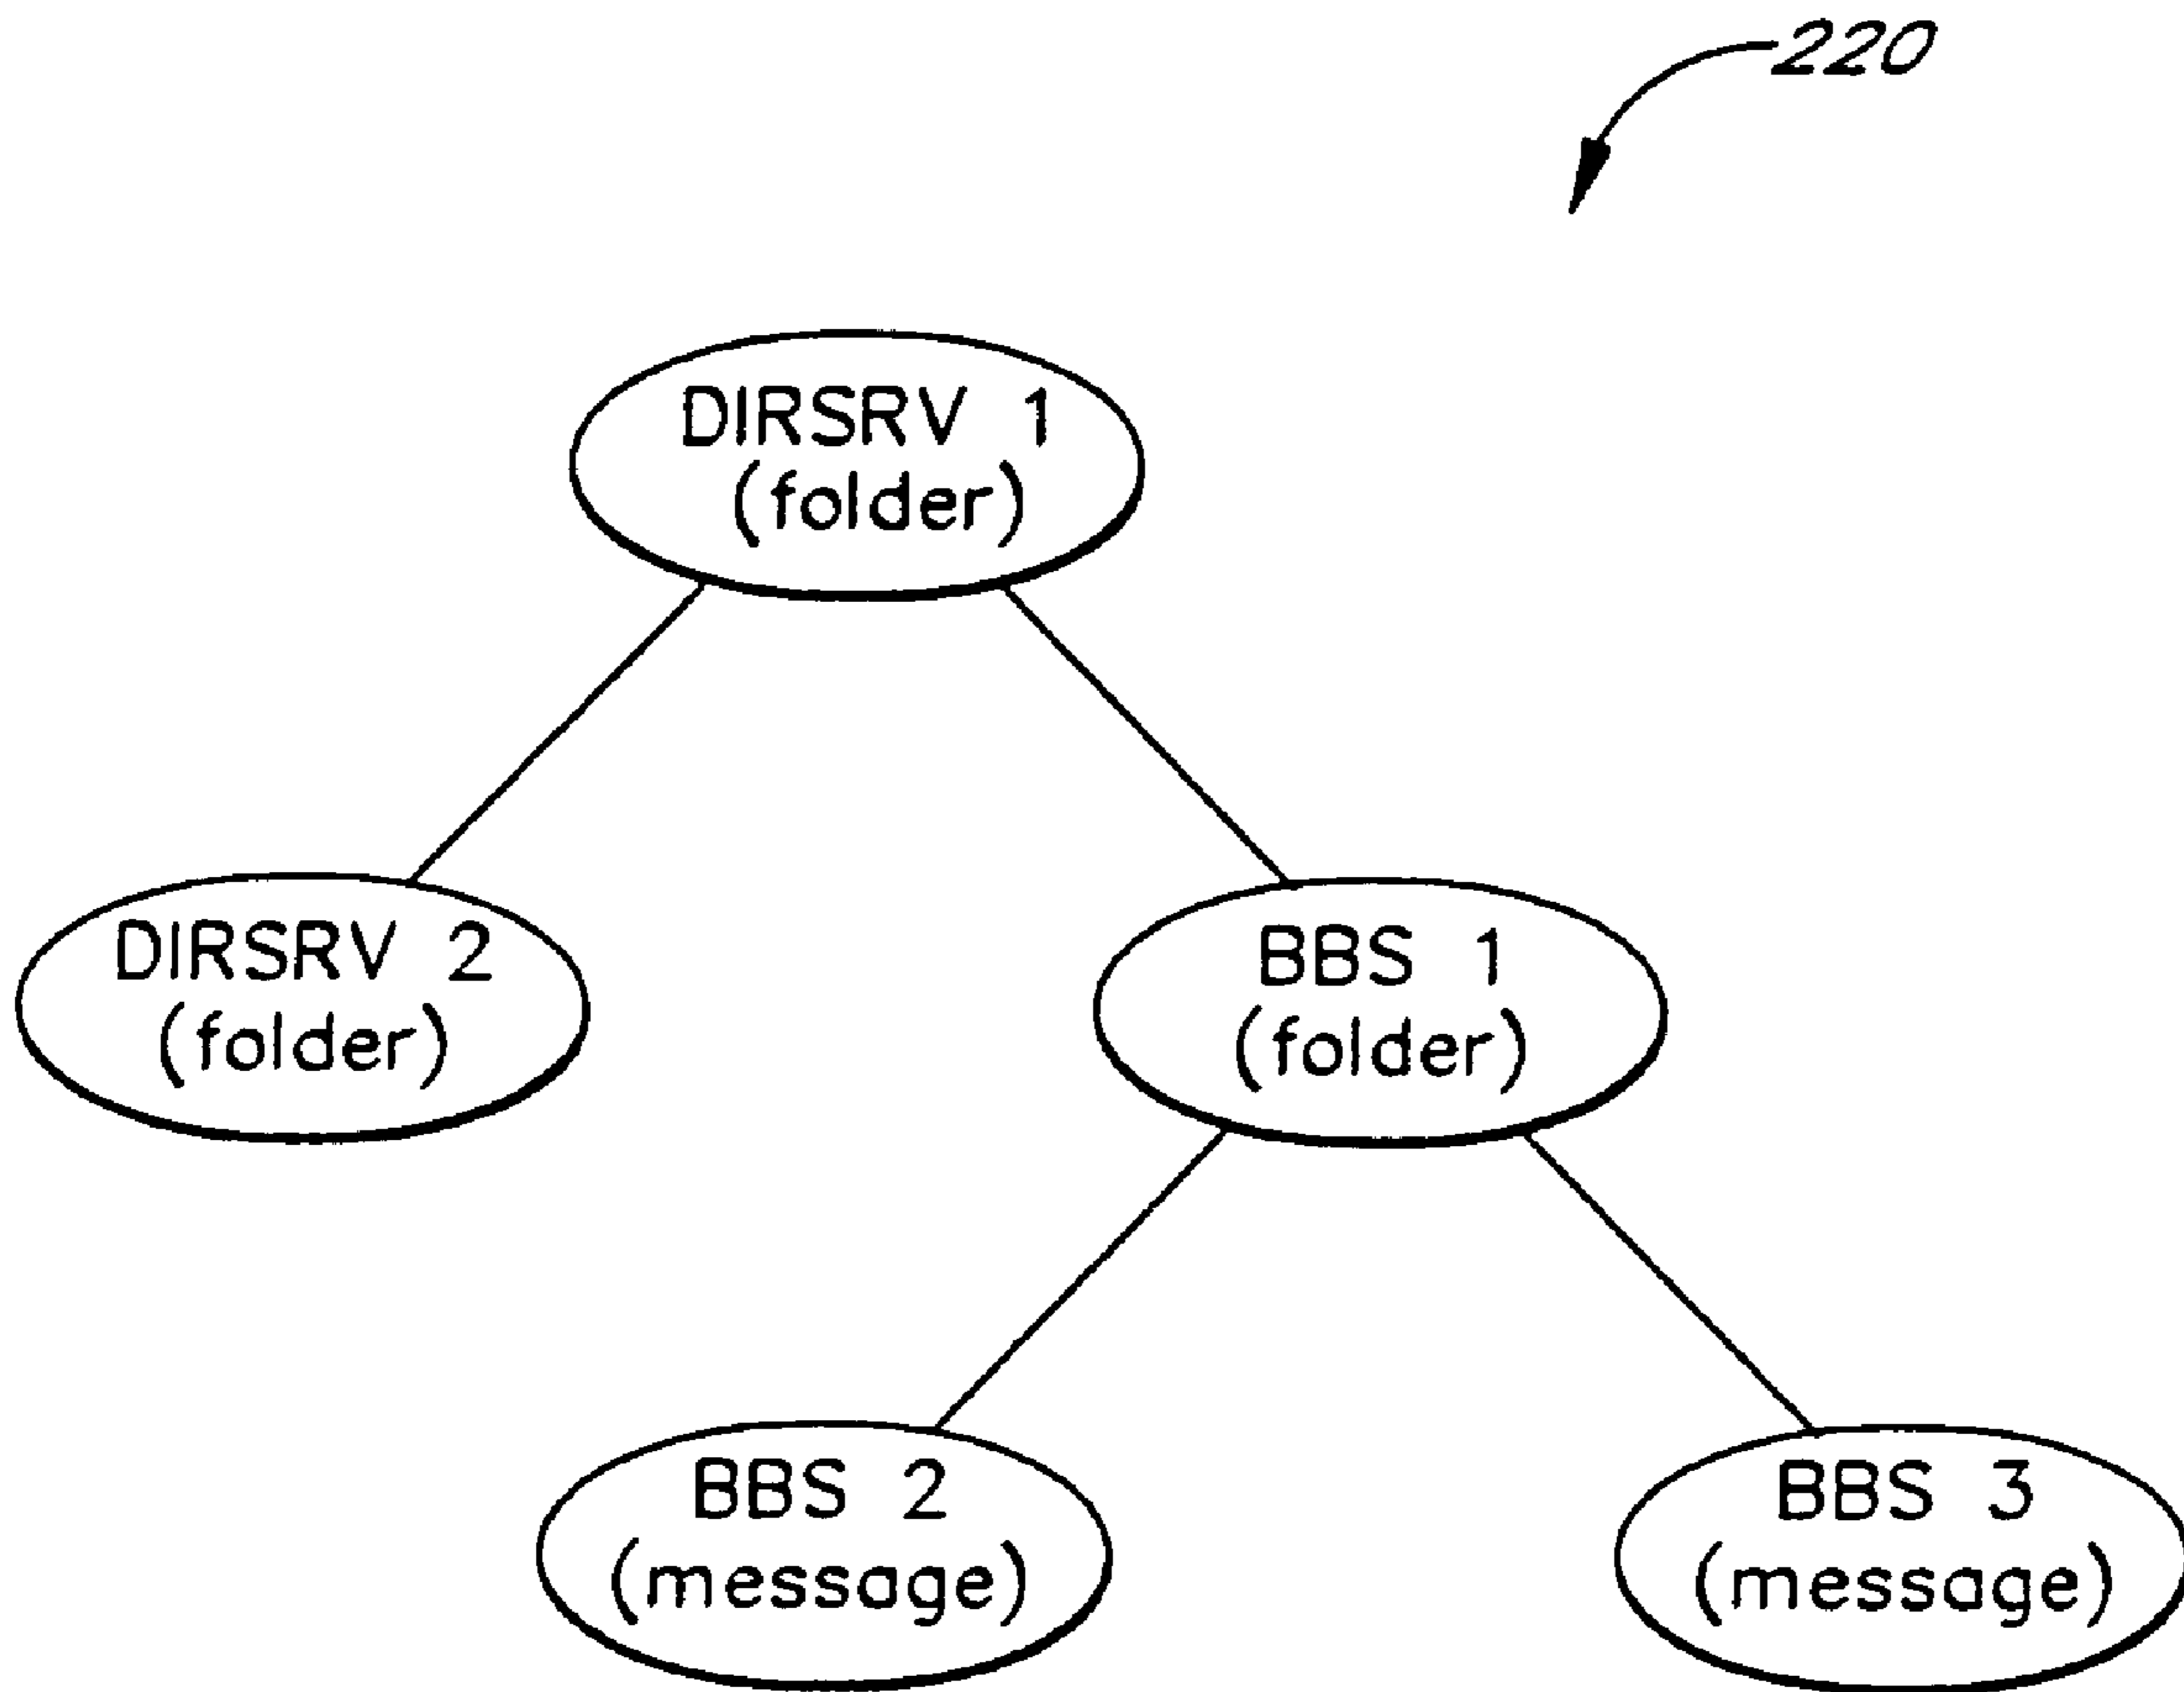 220
DIRSRV 1
(folder)
DIRSRV 2
(folder)
BBS 1
(folder)
BBS 2
(message)
BBS 3
(message)